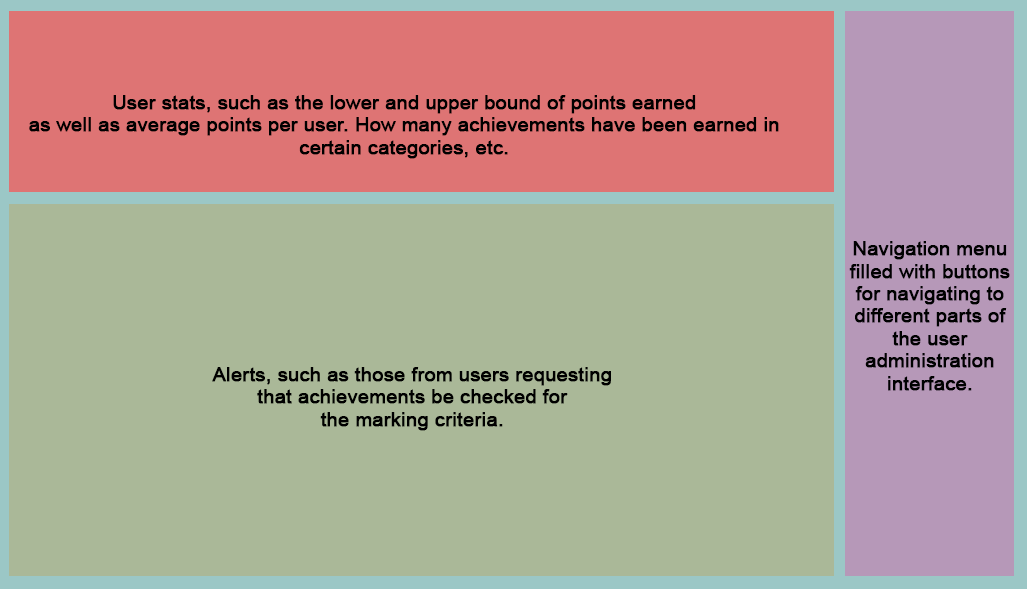 User stats, such as the lower and upper bound of points earned
as well as average points per user. How many achievements have been earned in
certain categories, etc.
Alerts, such as those from users requesting
that achievements be checked for
the marking criteria.
Navigation menu
filled with buttons
for navigating to
different parts of
the user
administration
interface.